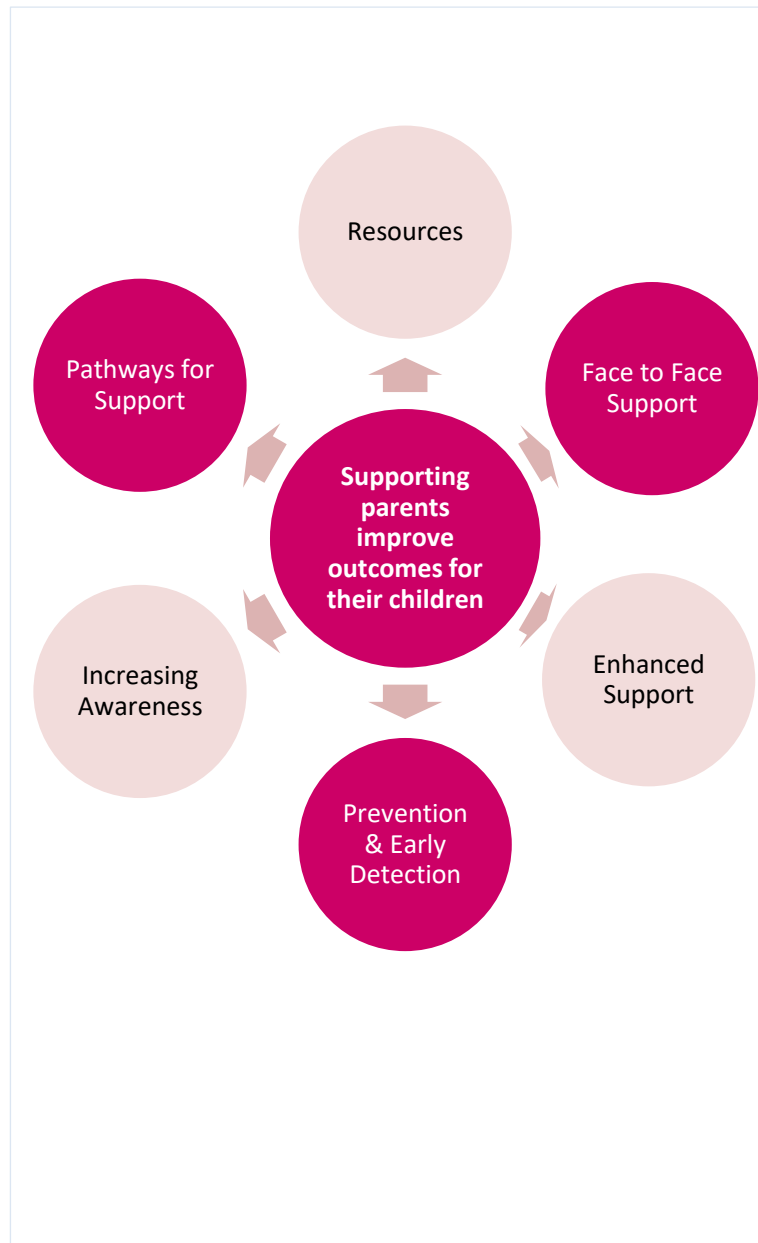 Resources
Pathways for
Support
Face to Face
Support
Supporting
parents
improve
outcomes for
their children
Increasing
Awareness
Enhanced
Support
Prevention
& Early
Detection